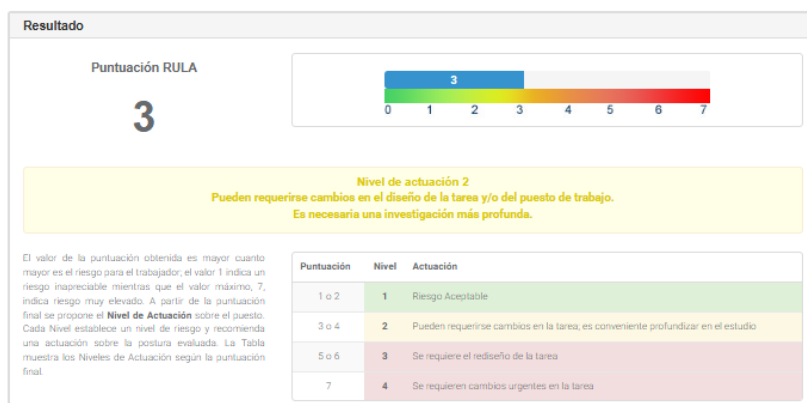 Resultado
Puntuación RULA
3
3
0 1 2 3 4 5 6 7
Nivel de actuación 2
Pueden requerirse cambios en el diseño de la tarea y/o del puesto de trabajo.
Es necesaria una investigación más profunda.
El valor de la puntuación obtenida es mayor cuanto
mayor es el riesgo para el trabajador; el valor 1 indica un
riesgo inapreciable mientras que el valor máximo, 7,
indica riesgo muy elevado. A partir de la puntuación
final se propone el Nivel de Actuación sobre el puesto.
Cada Nivel establece un nivel de riesgo y recomienda
una actuación sobre la postura evaluada. La Tabla
muestra los Niveles de Actuación según la puntuación
final.
Puntuación Nivel Actuación
1 o 2 1 Riesgo Aceptable
3 o 4 2 Pueden requerirse cambios en la tarea; es conveniente profundizar en el estudio
5 o 6 3 Se requiere el rediseño de la tarea
7 4 Se requieren cambios urgentes en la tarea